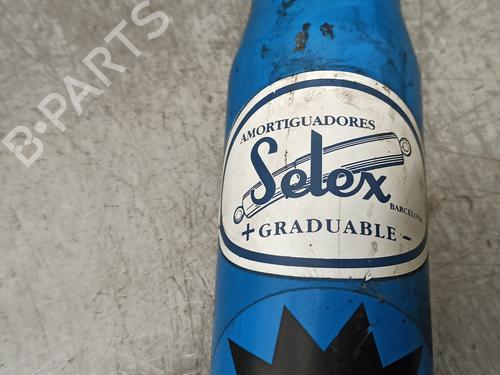 B-PARTS
AMORTIGUADORES
Selex
BARCELONA
+ GRADUABLE -